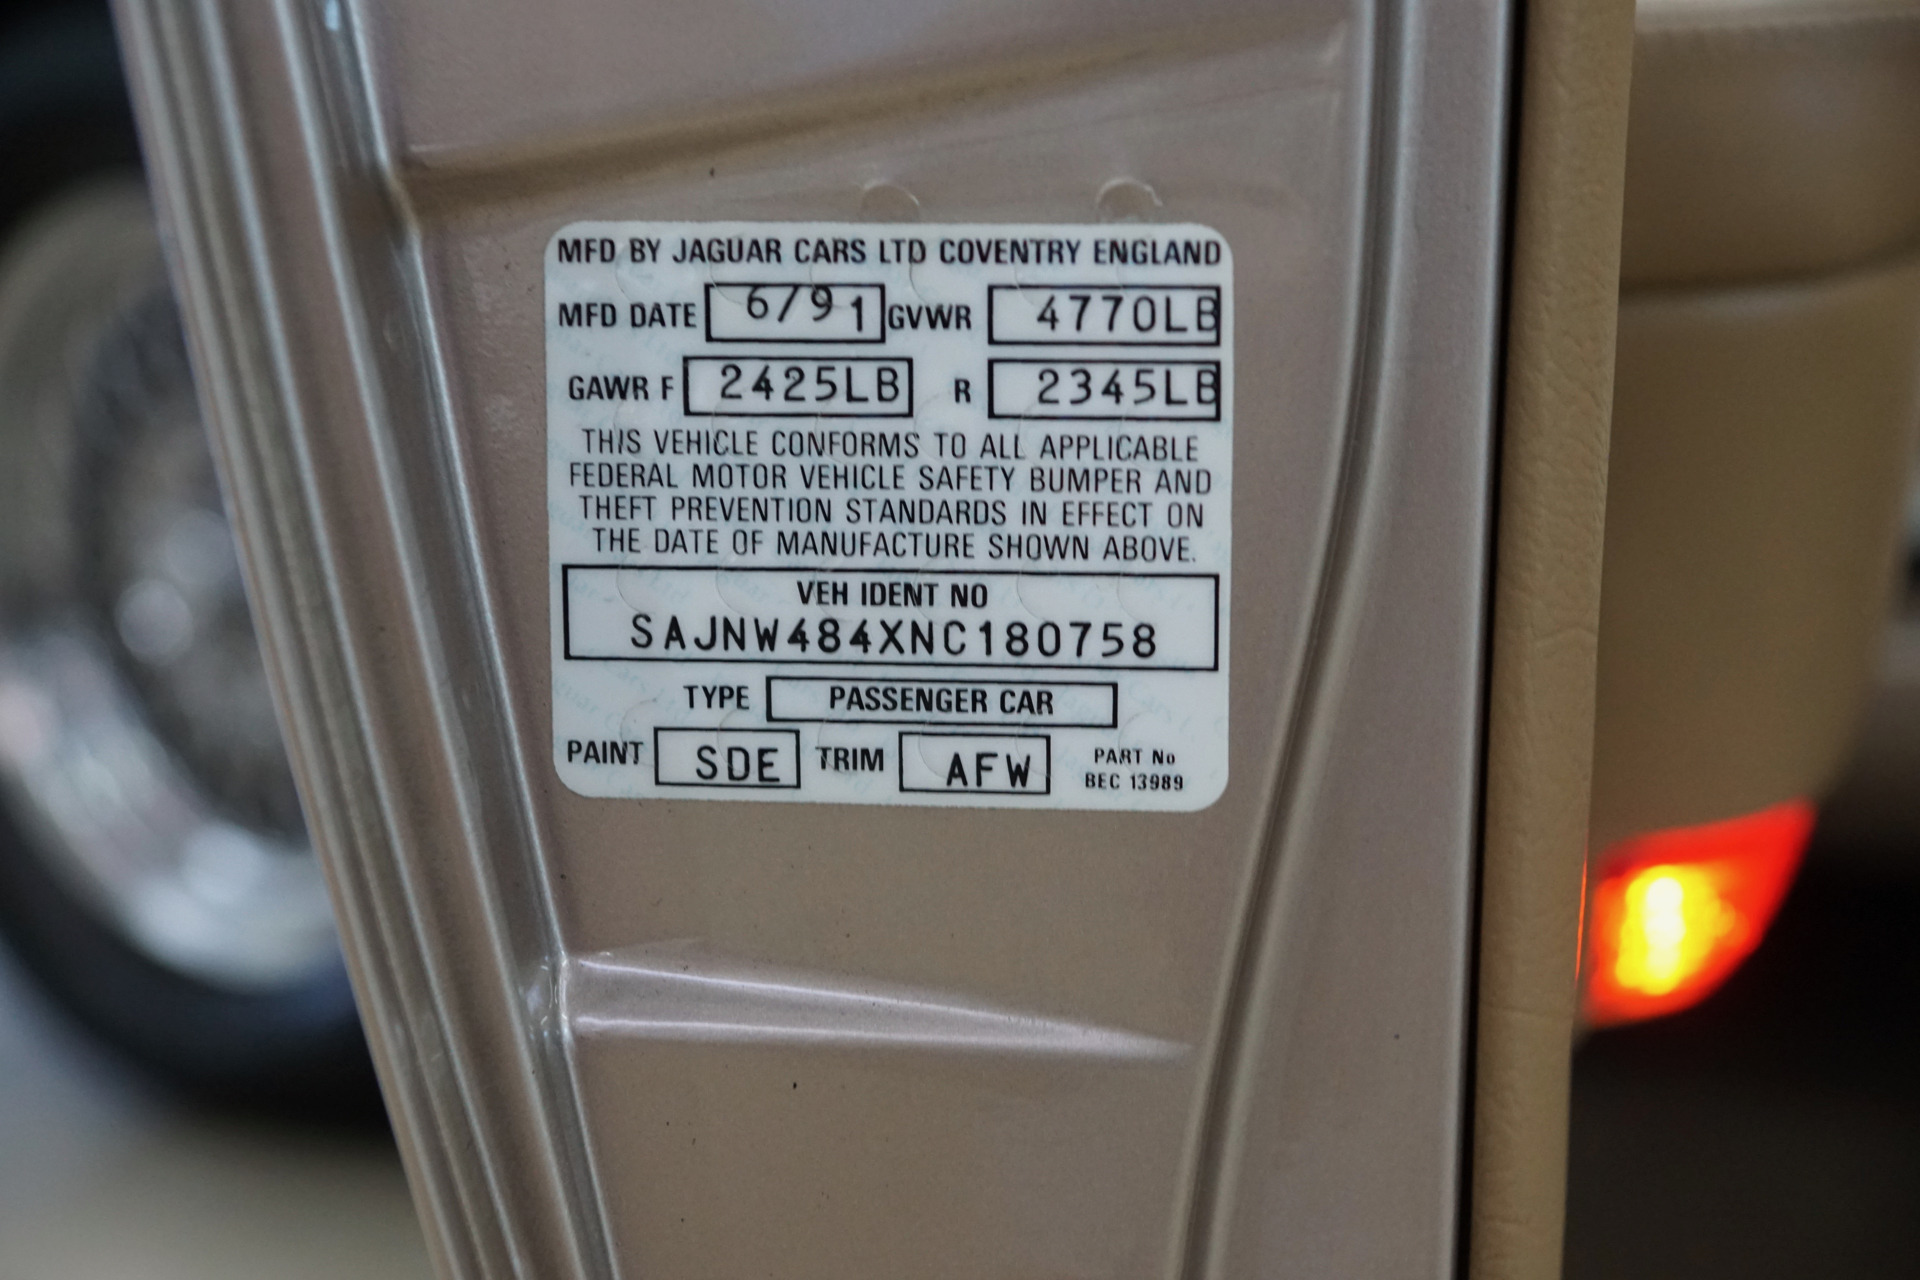 MFD BY JAGUAR CARS LTD COVENTRY ENGLAND
MFD DATE 6/91 GVWR 4770LB
GAWR F 2425LB R 2345LB
THIS VEHICLE CONFORMS TO ALL APPLICABLE
FEDERAL MOTOR VEHICLE SAFETY BUMPER AND
THEFT PREVENTION STANDARDS IN EFFECT ON
THE DATE OF MANUFACTURE SHOWN ABOVE.
VEH IDENT NO
SAJNW484XNC180758
TYPE PASSENGER CAR
PAINT SDE TRIM AFW PART No
BEC 13989